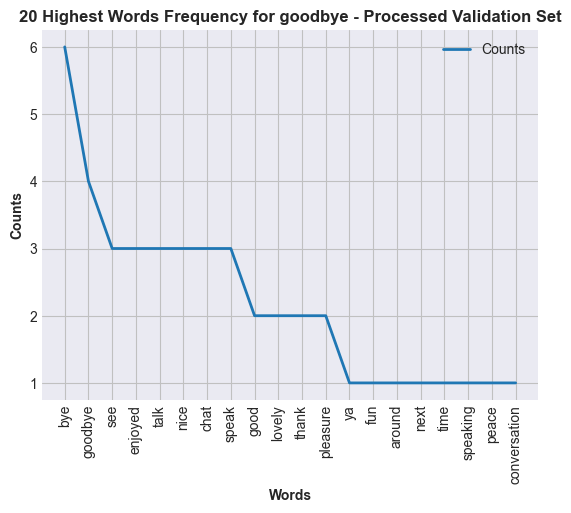 20 Highest Words Frequency for goodbye - Processed Validation Set
Counts
6
5
4
3
2
1
Counts
bye
goodbye
see
enjoyed
talk
nice
chat
speak
good
lovely
thank
pleasure
ya
fun
around
next
time
speaking
peace
conversation
Words